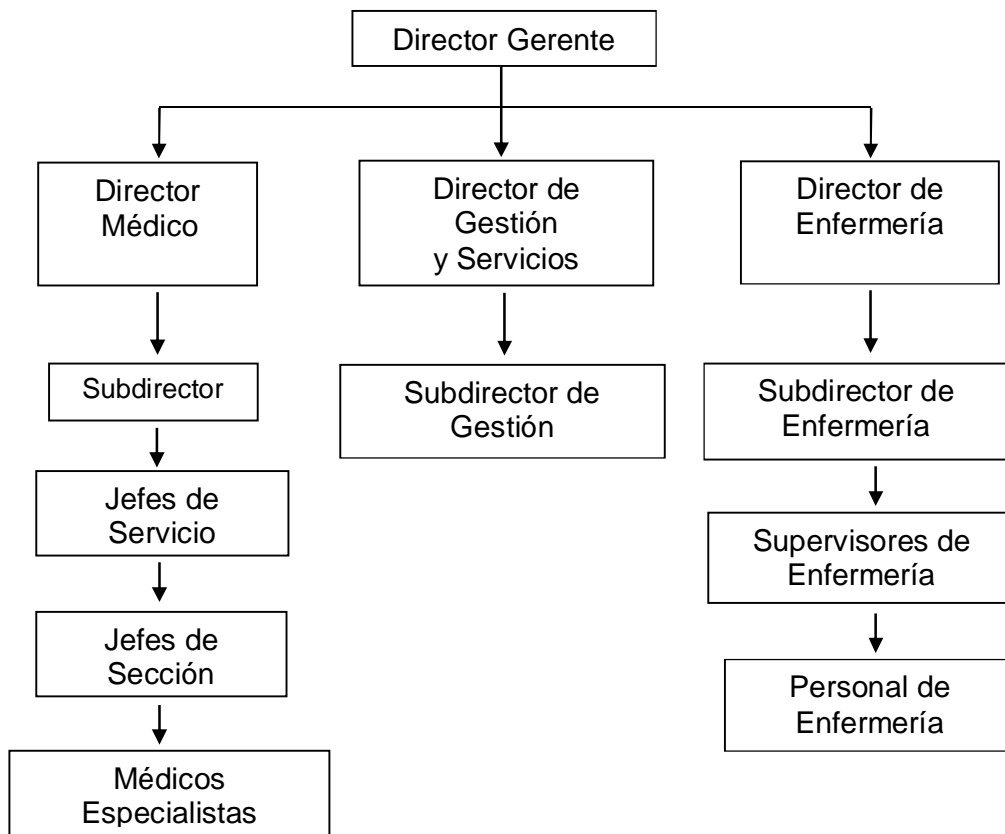 Director Gerente
Director
Médico
Director de
Gestión
y Servicios
Director de
Enfermería
Subdirector
Subdirector de
Gestión
Subdirector de
Enfermería
Jefes de
Servicio
Supervisores de
Enfermería
Jefes de
Sección
Personal de
Enfermería
Médicos
Especialistas